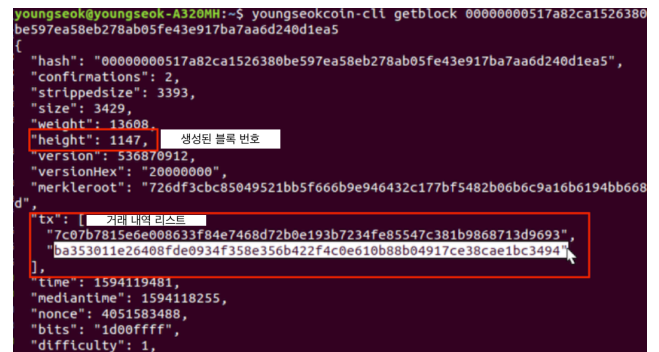 youngseok@youngseok-A320MH:~$ youngseokcoin-cli getblock 00000000517a82ca1526380
be597ea58eb278ab05fe43e917ba7aa6d240d1ea5
{
"hash": "00000000517a82ca1526380be597ea58eb278ab05fe43e917ba7aa6d240d1ea5",
"confirmations": 2,
"strippedsize": 3393,
"size": 3429,
"weight": 13608,
"height": 1147, 생성된 블록 번호
"version": 536870912,
"versionHex": "20000000",
"merkleroot": "726df3cbc85049521bb5f666b9e946432c177bf5482b06b6c9a16b6194bb668
d",
"tx": [ 거래 내역 리스트
"7c07b7815e6e008633f84e7468d72b0e193b7234fe85547c381b9868713d9693",
"ba353011e26408fde0934f358e356b422f4c0e610b88b04917ce38cae1bc3494"
],
"time": 1594119481,
"mediantime": 1594118255,
"nonce": 4051583488,
"bits": "1d00ffff",
"difficulty": 1,